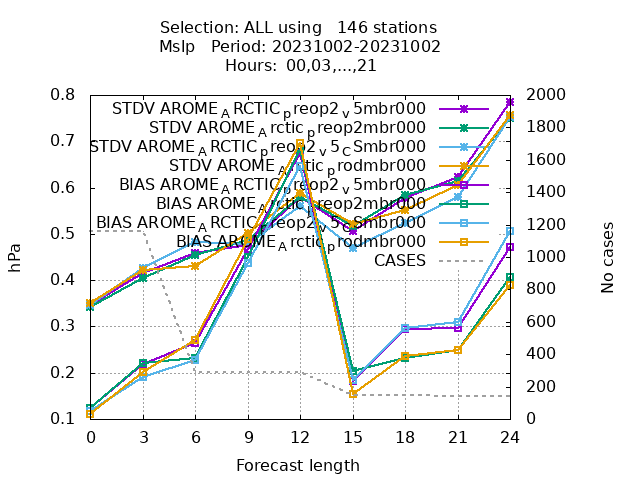 Selection: ALL using 146 stations
Mslp Period: 20231002-20231002
Hours: 00,03,...,21
0.8
0.7
0.6
0.5
0.4
0.3
0.2
0.1
hPa
STDV AROME_ARCTIC_preop2_v5mbr000
STDV AROME_Arctic_preop2mbr000
STDV AROME_ARCTIC_preop2_v5_CSmbr000
STDV AROME_Arctic_prodmbr000
BIAS AROME_ARCTIC_preop2_v5mbr000
BIAS AROME_Arctic_preop2mbr000
BIAS AROME_ARCTIC_preop2_v5_CSmbr000
BIAS AROME_Arctic_prodmbr000
CASES
2000
1800
1600
1400
1200
1000
800
600
400
200
0
No cases
0 3 6 9 12 15 18 21 24
Forecast length